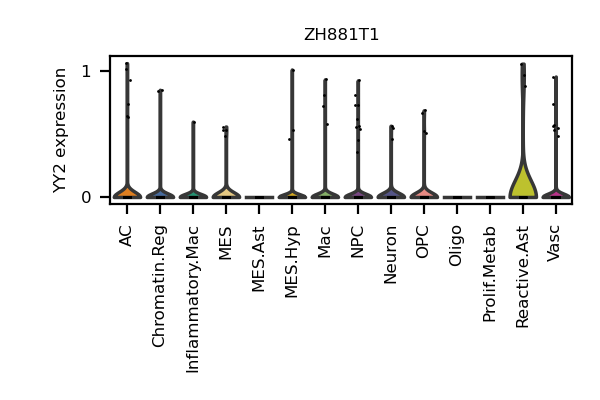 ZH881T1
YY2 expression
1
0
AC
Chromatin.Reg
Inflammatory.Mac
MES
MES.Ast
MES.Hyp
Mac
NPC
Neuron
OPC
Oligo
Prolif.Metab
Reactive.Ast
Vasc